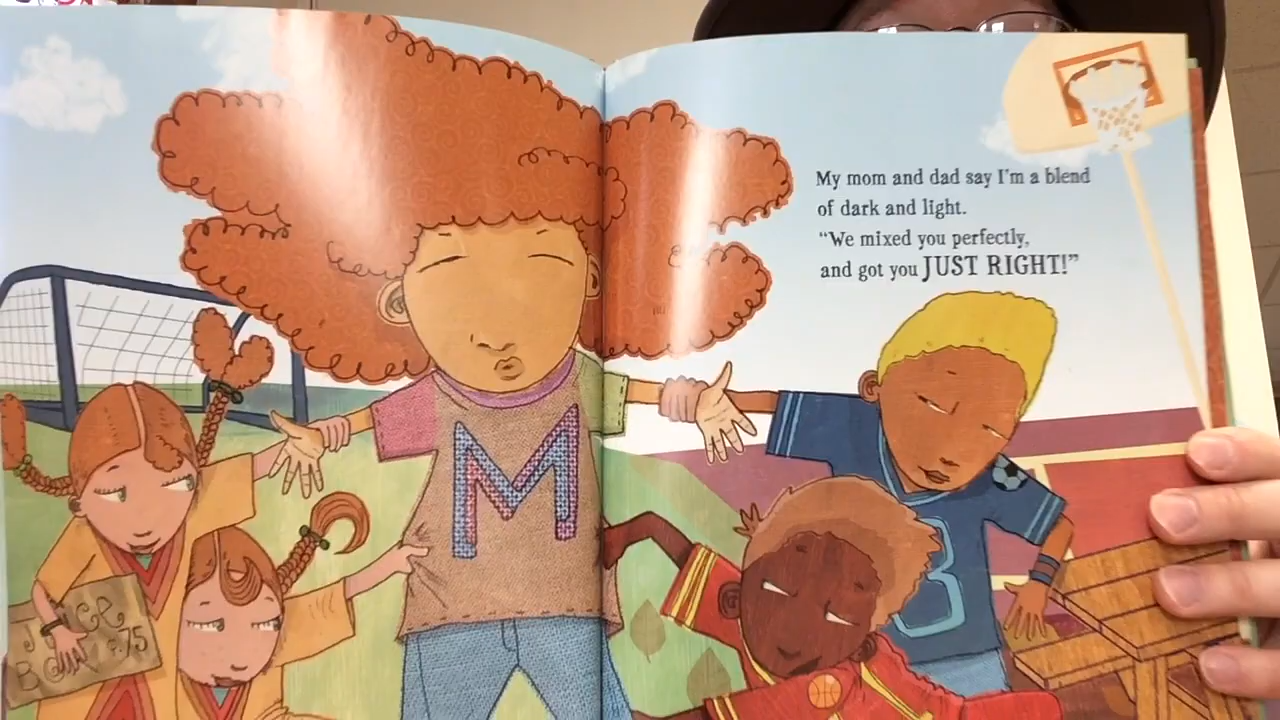 My mom and dad say I'm a blend
of dark and light.
"We mixed you perfectly,
and got you JUST RIGHT!"
M
3